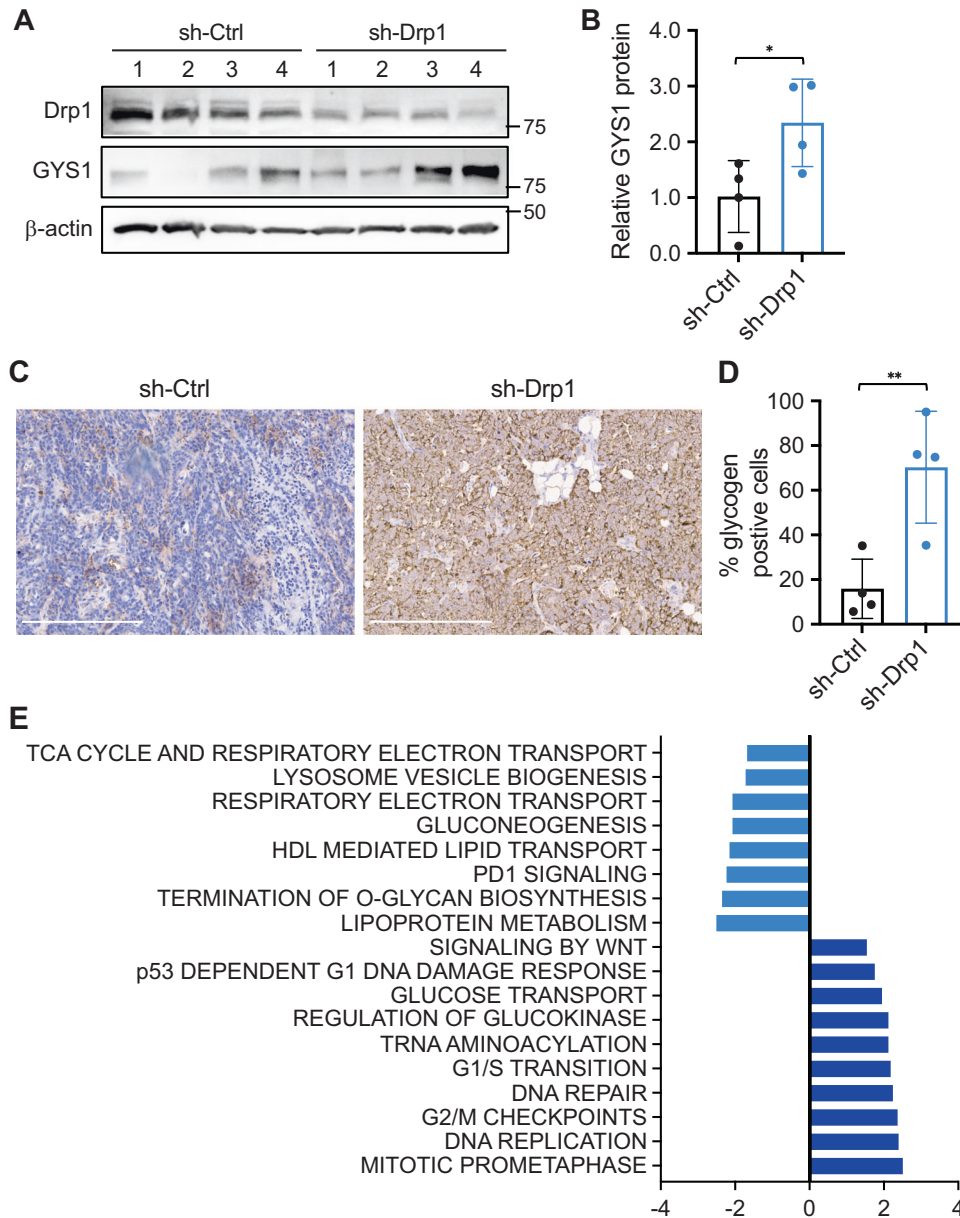 A
sh-Ctrl sh-Drp1
1 2 3 4 1 2 3 4
Drp1
75
GYS1
75
50
β-actin
B
*
4.0
3.0
2.0
1.0
0.0
Relative GYS1 protein
sh-Ctrl
sh-Drp1
C
sh-Ctrl sh-Drp1
D
**
100
80
60
40
20
0
% glycogen
postive cells
sh-Ctrl
sh-Drp1
E
TCA CYCLE AND RESPIRATORY ELECTRON TRANSPORT
LYSOSOME VESICLE BIOGENESIS
RESPIRATORY ELECTRON TRANSPORT
GLUCONEOGENESIS
HDL MEDIATED LIPID TRANSPORT
PD1 SIGNALING
TERMINATION OF O-GLYCAN BIOSYNTHESIS
LIPOPROTEIN METABOLISM
SIGNALING BY WNT
p53 DEPENDENT G1 DNA DAMAGE RESPONSE
GLUCOSE TRANSPORT
REGULATION OF GLUCOKINASE
TRNA AMINOACYLATION
G1/S TRANSITION
DNA REPAIR
G2/M CHECKPOINTS
DNA REPLICATION
MITOTIC PROMETAPHASE
-4 -2 0 2 4